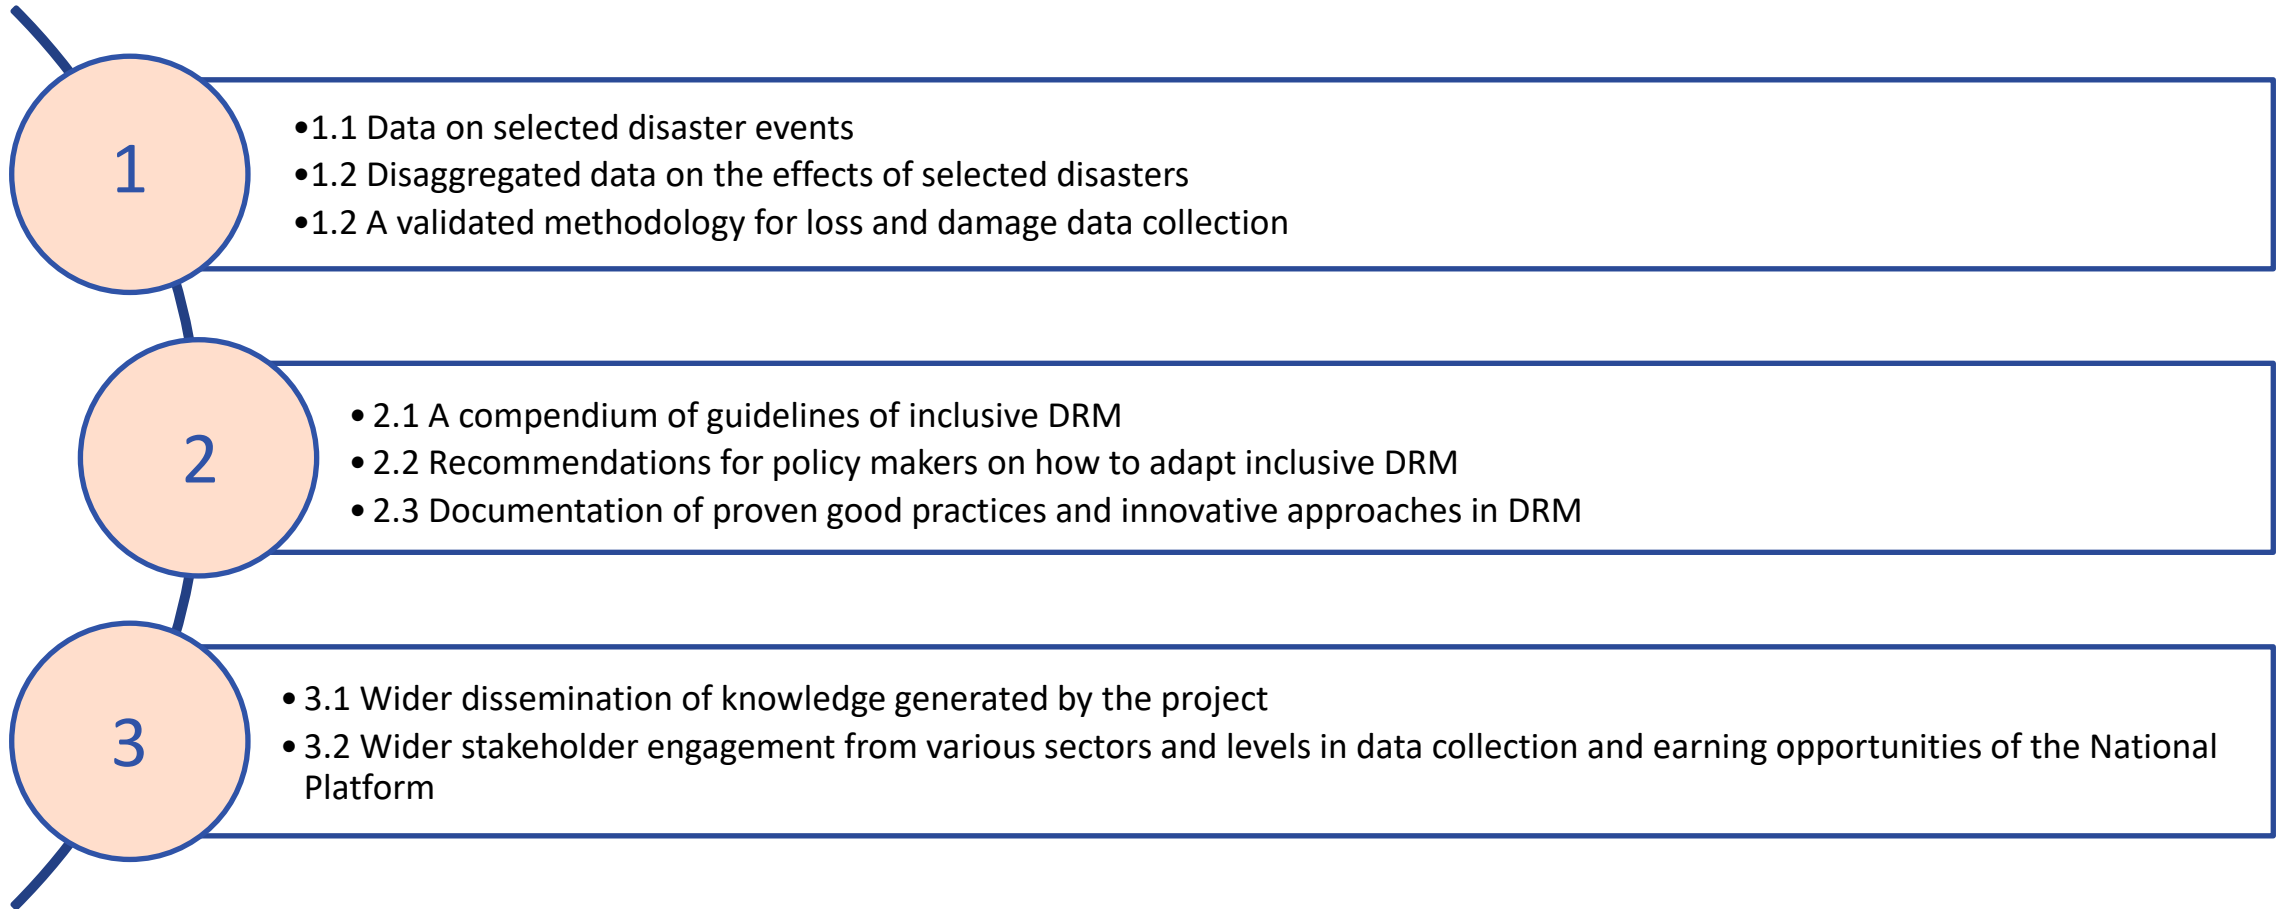 1
•1.1 Data on selected disaster events
•1.2 Disaggregated data on the effects of selected disasters
•1.2 A validated methodology for loss and damage data collection
2
• 2.1 A compendium of guidelines of inclusive DRM
• 2.2 Recommendations for policy makers on how to adapt inclusive DRM
• 2.3 Documentation of proven good practices and innovative approaches in DRM
3
• 3.1 Wider dissemination of knowledge generated by the project
• 3.2 Wider stakeholder engagement from various sectors and levels in data collection and earning opportunities of the National
Platform